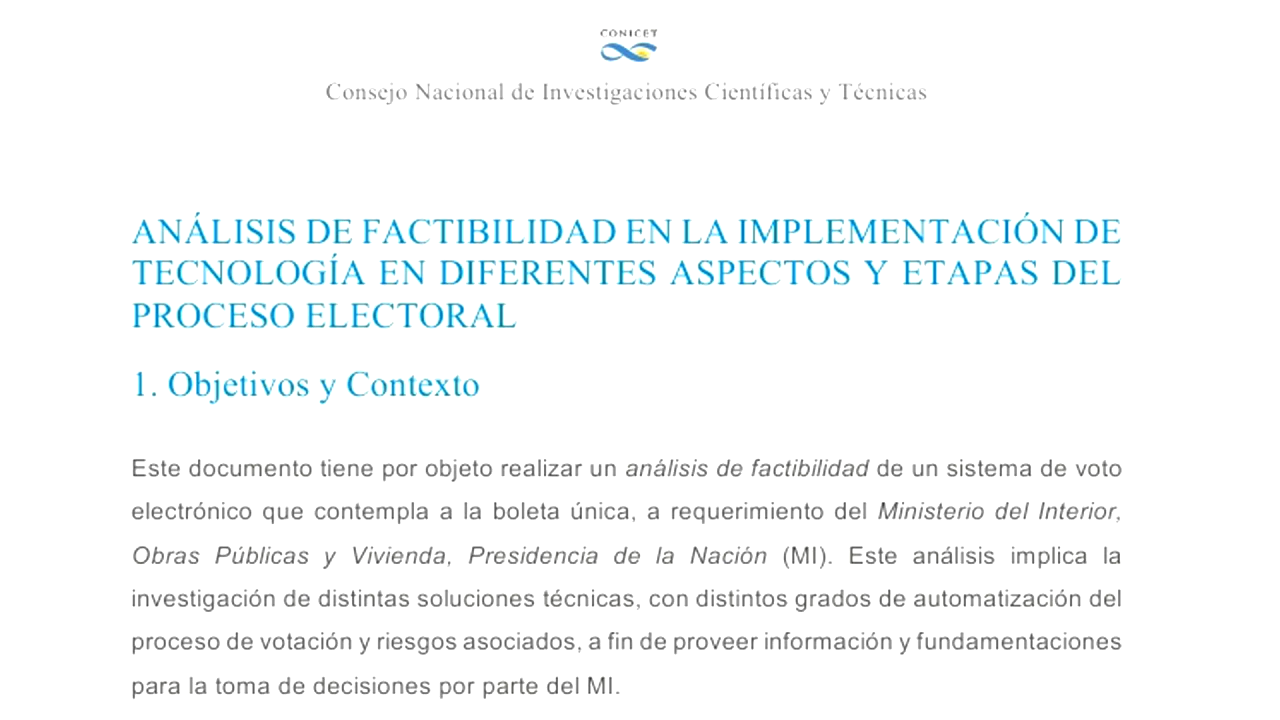 CONICET
Consejo Nacional de Investigaciones Científicas y Técnicas
ANÁLISIS DE FACTIBILIDAD EN LA IMPLEMENTACIÓN DE
TECNOLOGÍA EN DIFERENTES ASPECTOS Y ETAPAS DEL
PROCESO ELECTORAL
1. Objetivos y Contexto
Este documento tiene por objeto realizar un análisis de factibilidad de un sistema de voto
electrónico que contempla a la boleta única, a requerimiento del Ministerio del Interior,
Obras Públicas y Vivienda, Presidencia de la Nación (MI). Este análisis implica la
investigación de distintas soluciones técnicas, con distintos grados de automatización del
proceso de votación y riesgos asociados, a fin de proveer información y fundamentaciones
para la toma de decisiones por parte del MI.